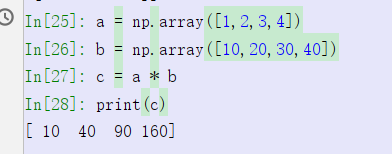 In[25]: a = np.array([1,2,3,4])
In[26]: b = np.array([10,20,30,40])
In[27]: c = a * b
In[28]: print(c)
[ 10  40  90 160]